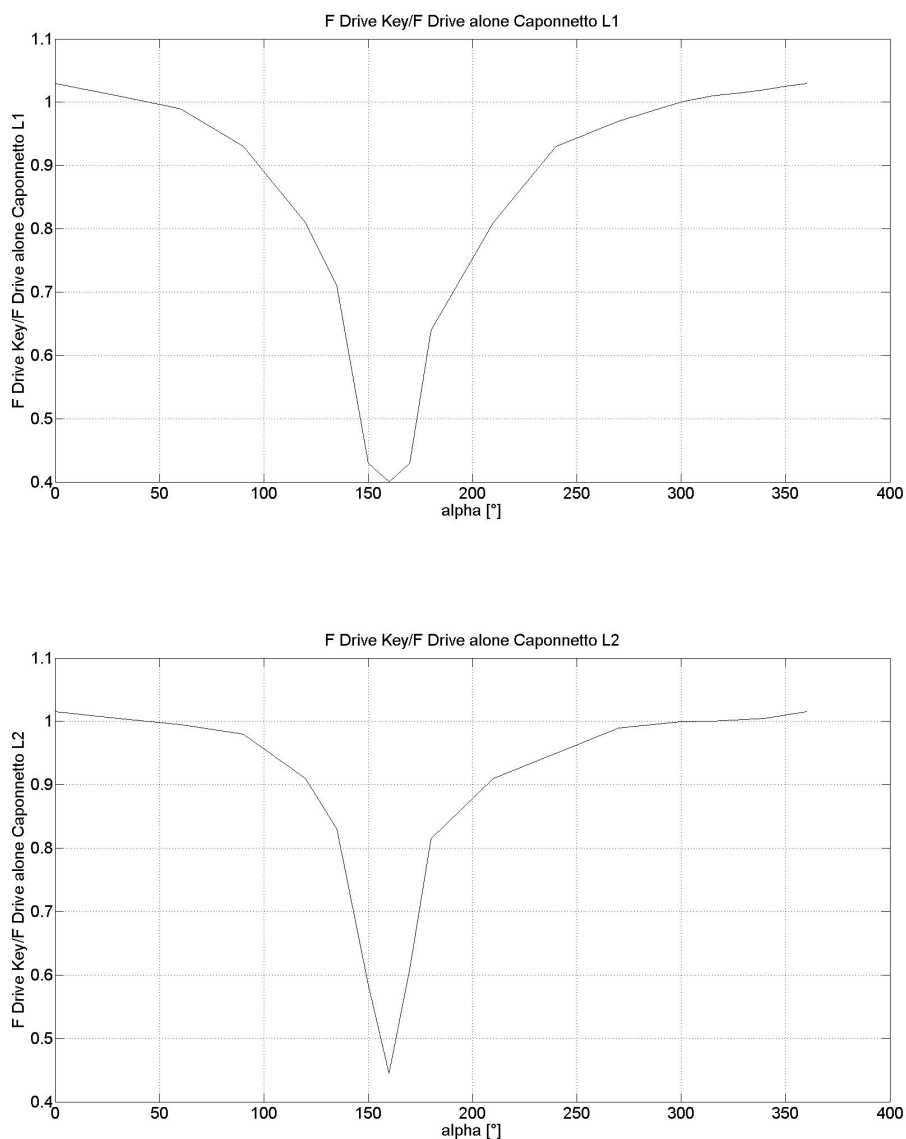 F Drive Key/F Drive alone Caponnetto L1
F Drive Key/F Drive alone Caponnetto L1
1.1
1
0.9
0.8
0.7
0.6
0.5
0.4
0 50 100 150 200 250 300 350 400
alpha [°]
F Drive Key/F Drive alone Caponnetto L2
F Drive Key/F Drive alone Caponnetto L2
1.1
1
0.9
0.8
0.7
0.6
0.5
0.4
0 50 100 150 200 250 300 350 400
alpha [°]